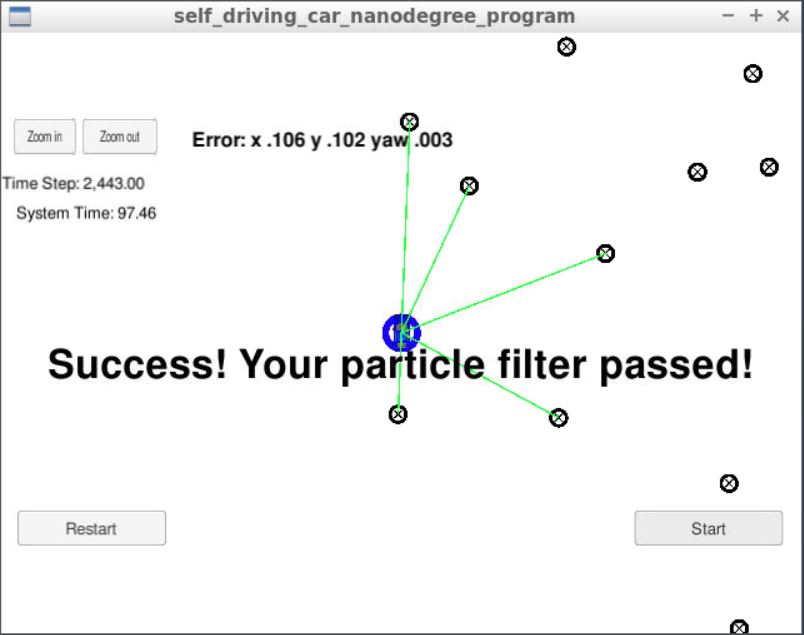 self_driving_car_nanodegree_program
Zoom in
Zoom out
Error: x .106 y .102 yaw .003
Time Step: 2,443.00
System Time: 97.46
Success! Your particle filter passed!
Restart
Start